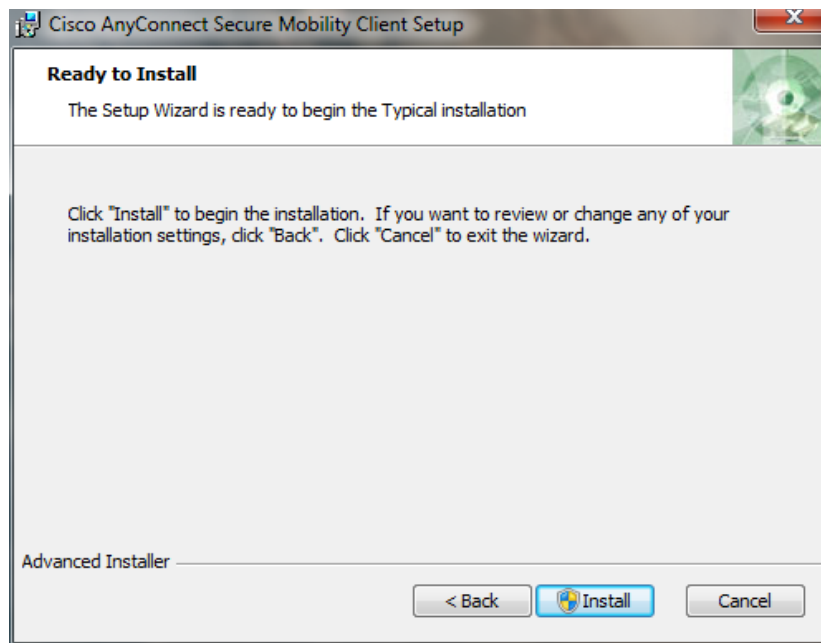 Cisco AnyConnect Secure Mobility Client Setup
X
Ready to Install
The Setup Wizard is ready to begin the Typical installation
Click "Install" to begin the installation.  If you want to review or change any of your
installation settings, click "Back".  Click "Cancel" to exit the wizard.
Advanced Installer
< Back
Install
Cancel